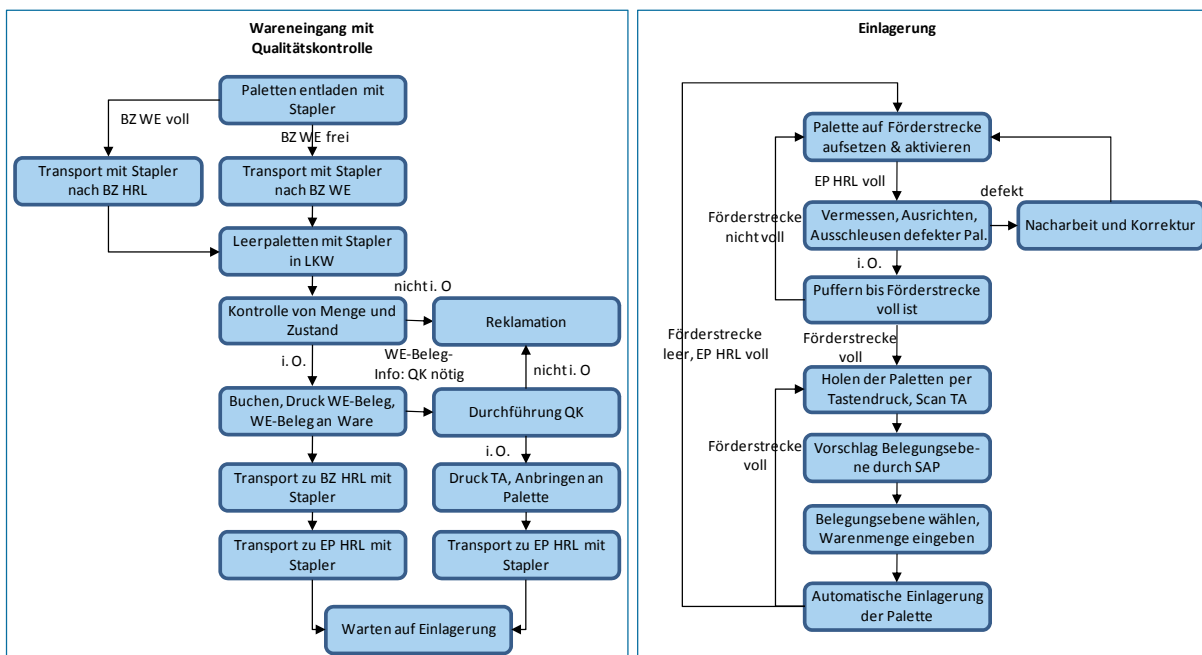 Wareneingang mit
Qualitätskontrolle
Paletten entladen mit
Stapler
BZ WE voll
BZ WE frei
Transport mit Stapler
nach BZ HRL
Transport mit Stapler
nach BZ WE
Leerpaletten mit Stapler
in LKW
nicht i. O
Kontrolle von Menge und
Zustand
Reklamation
i. O.
WE-Beleg-
Info: QK nötig
nicht i. O
Buchen, Druck WE-Beleg,
WE-Beleg an Ware
Durchführung QK
i. O.
Transport zu BZ HRL mit
Stapler
Druck TA, Anbringen an
Palette
Transport zu EP HRL mit
Stapler
Transport zu EP HRL mit
Stapler
Warten auf Einlagerung
Einlagerung
Palette auf Förderstrecke
aufsetzen & aktivieren
EP HRL voll
defekt
Förderstrecke
nicht voll
Vermessen, Ausrichten,
Ausschleusen defekter Pal.
Nacharbeit und Korrektur
i. O.
Puffern bis Förderstrecke
voll ist
Förderstrecke
leer, EP HRL voll
Förderstrecke
voll
Holen der Paletten per
Tastendruck, Scan TA
Förderstrecke
voll
Vorschlag Belegungsebe-
ne durch SAP
Belegungsebene wählen,
Warenmenge eingeben
Automatische Einlagerung
der Palette